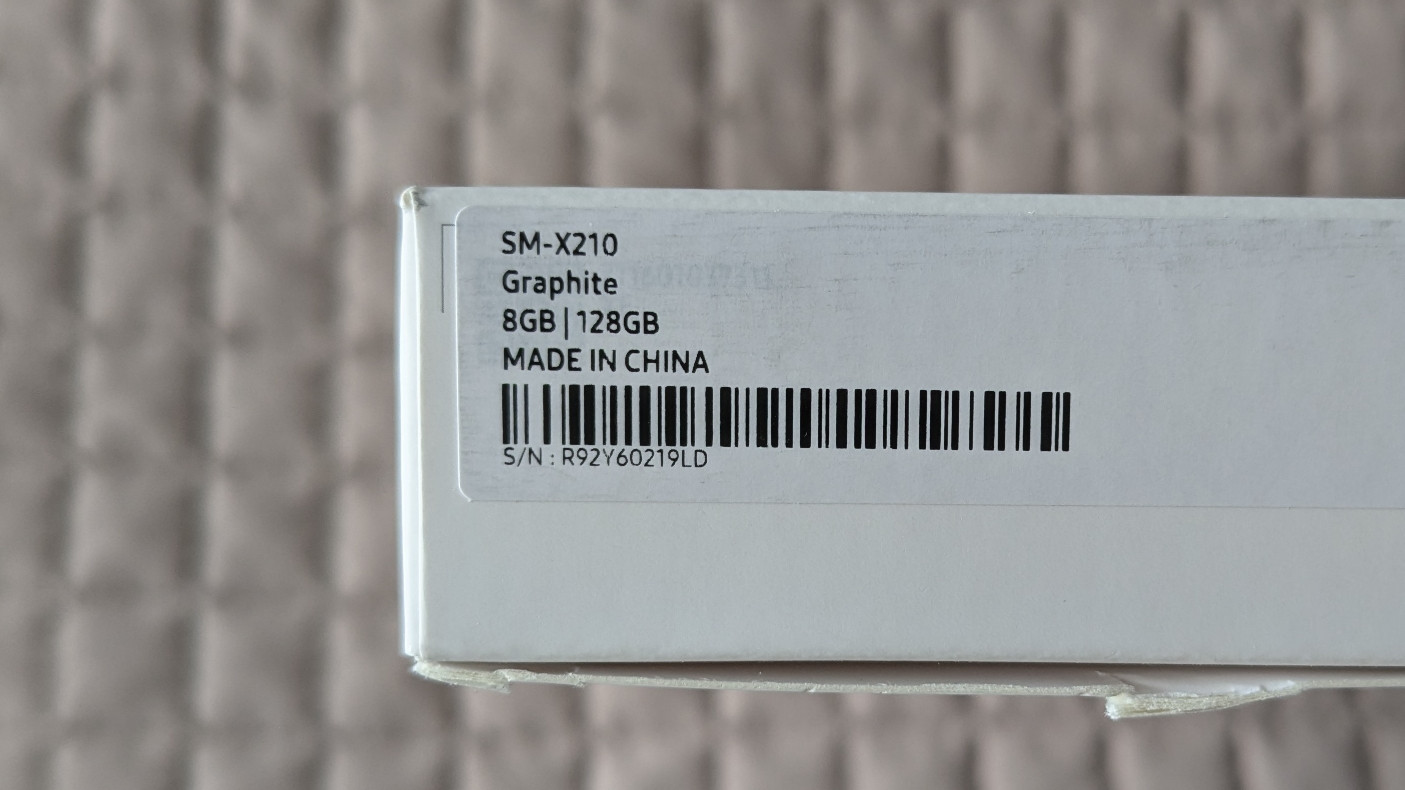 SM-X210
Graphite
8GB | 128GB
MADE IN CHINA
S/N : R92Y60219LD